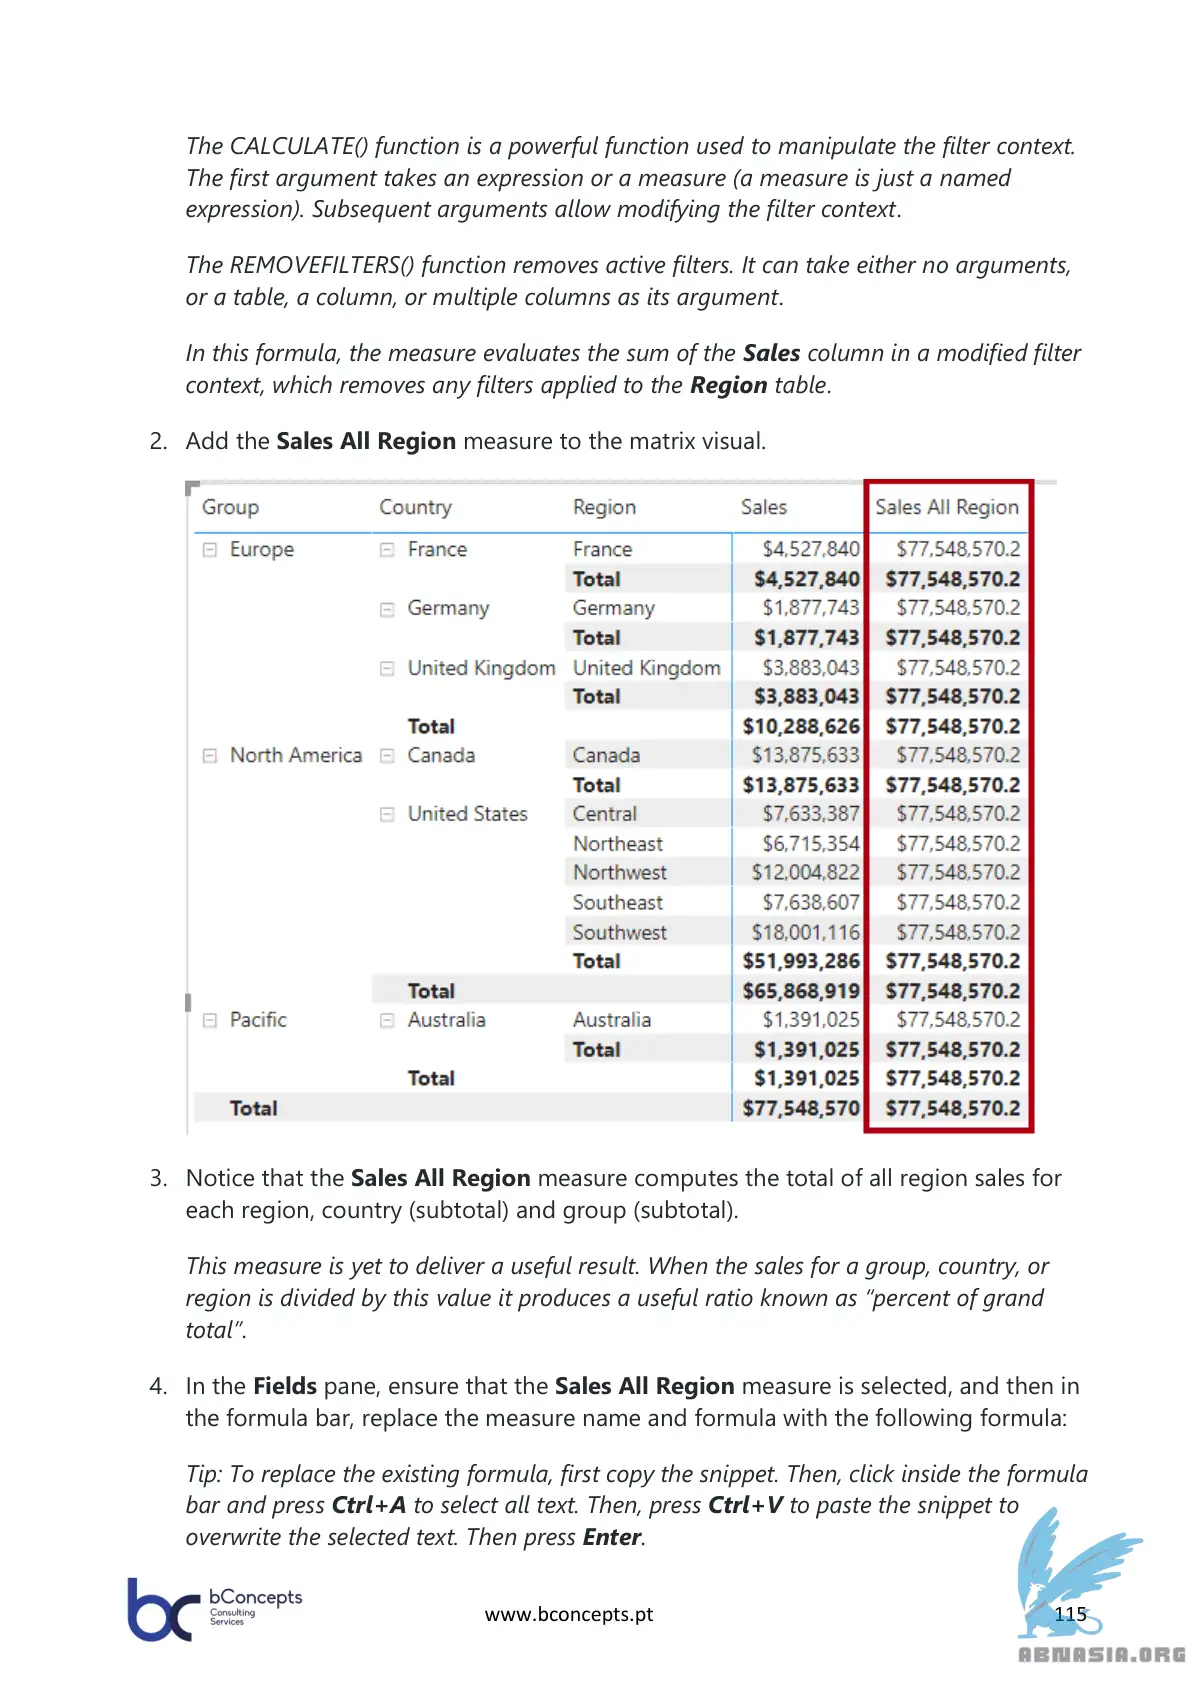 The CALCULATE() function is a powerful function used to manipulate the filter context.
The first argument takes an expression or a measure (a measure is just a named
expression). Subsequent arguments allow modifying the filter context.
The REMOVEFILTERS() function removes active filters. It can take either no arguments,
or a table, a column, or multiple columns as its argument.
In this formula, the measure evaluates the sum of the Sales column in a modified filter
context, which removes any filters applied to the Region table.
2. Add the Sales All Region measure to the matrix visual.
Group Country Region Sales Sales All Region
Europe France France $4,527,840 $77,548,570.2
Total $4,527,840 $77,548,570.2
Germany Germany $1,877,743 $77,548,570.2
Total $1,877,743 $77,548,570.2
United Kingdom United Kingdom $3,883,043 $77,548,570.2
Total $3,883,043 $77,548,570.2
Total $10,288,626 $77,548,570.2
North America Canada Canada $13,875,633 $77,548,570.2
Total $13,875,633 $77,548,570.2
United States Central $7,633,387 $77,548,570.2
Northeast $6,715,354 $77,548,570.2
Northwest $12,004,822 $77,548,570.2
Southeast $7,638,607 $77,548,570.2
Southwest $18,001,116 $77,548,570.2
Total $51,993,286 $77,548,570.2
Total $65,868,919 $77,548,570.2
Pacific Australia Australia $1,391,025 $77,548,570.2
Total $1,391,025 $77,548,570.2
Total $1,391,025 $77,548,570.2
Total $77,548,570 $77,548,570.2
3. Notice that the Sales All Region measure computes the total of all region sales for
each region, country (subtotal) and group (subtotal).
This measure is yet to deliver a useful result. When the sales for a group, country, or
region is divided by this value it produces a useful ratio known as “percent of grand
total”.
4. In the Fields pane, ensure that the Sales All Region measure is selected, and then in
the formula bar, replace the measure name and formula with the following formula:
Tip: To replace the existing formula, first copy the snippet. Then, click inside the formula
bar and press Ctrl+A to select all text. Then, press Ctrl+V to paste the snippet to
overwrite the selected text. Then press Enter.
bc bConcepts
Consulting
Services
www.bconcepts.pt
115
ABNASIA.ORG